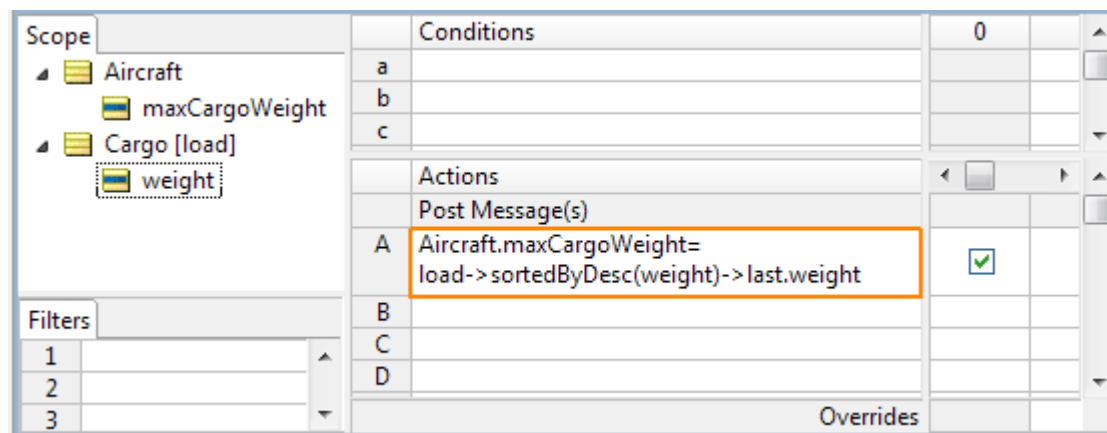 Scope
Aircraft
maxCargoWeight
Cargo [load]
weight
Filters
1
2
3
Conditions 0
a
b
c
Actions
Post Message(s)
A Aircraft.maxCargoWeight=
load->sortedByDesc(weight)->last.weight
B
C
D
Overrides